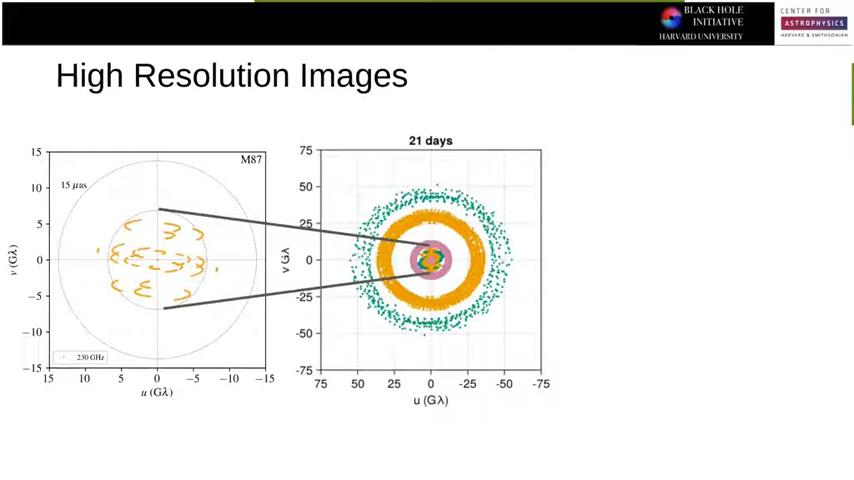 BLACK HOLE
INITIATIVE
HARVARD UNIVERSITY
CENTER FOR
ASTROPHYSICS
HARVARD & SMITHSONIAN
High Resolution Images
15
10
5
0
−5
−10
−15
v (Gλ)
M87
15 μas
230 GHz
15
10
5
0
−5
−10
−15
u (Gλ)
21 days
75
50
25
0
-25
-50
-75
v Gλ
75
50
25
0
-25
-50
-75
u (Gλ)